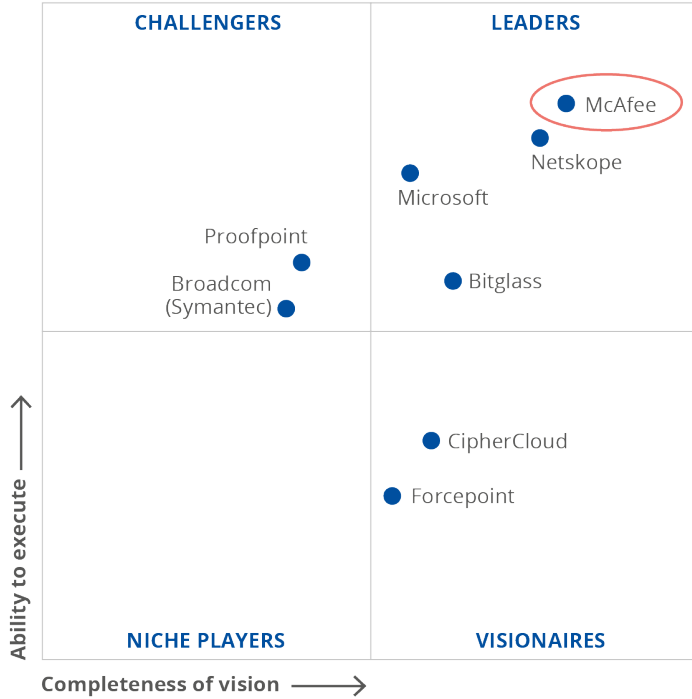 CHALLENGERS
LEADERS
McAfee
Netskope
Microsoft
Proofpoint
Broadcom
(Symantec)
Bitglass
CipherCloud
Forcepoint
NICHE PLAYERS
VISIONAIRES
Ability to execute
Completeness of vision